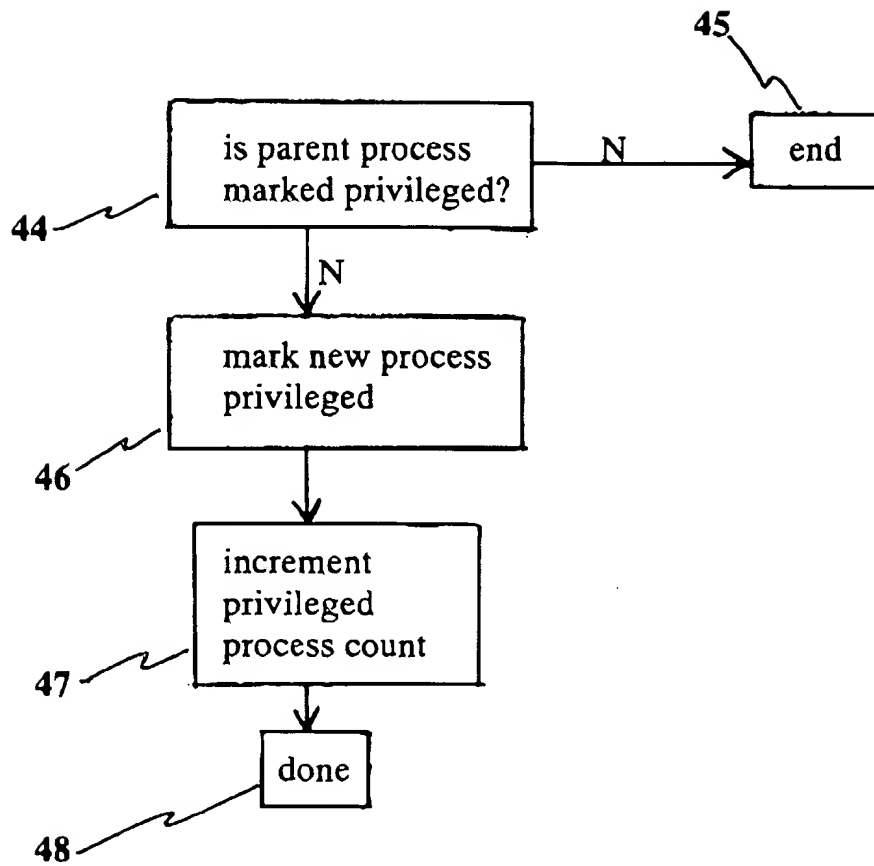 45
is parent process
marked privileged?
N
end
44
N
mark new process
privileged
46
increment
privileged
process count
47
done
48